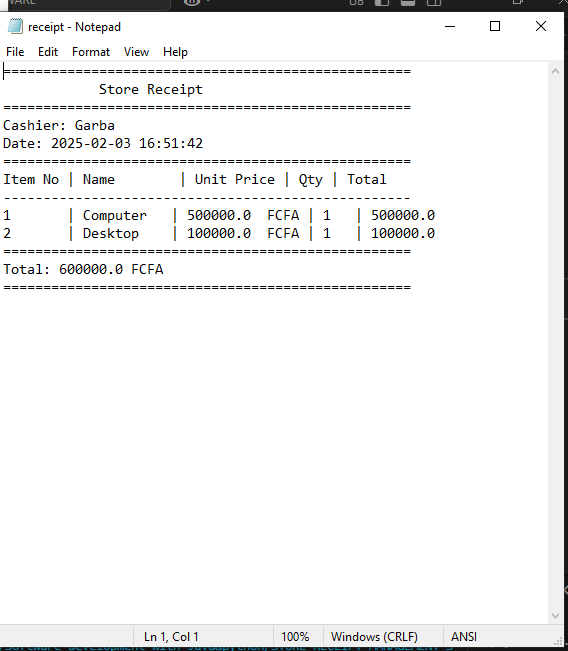 WARE
receipt - Notepad
File Edit Format View Help
===================================================
            Store Receipt
===================================================
Cashier: Garba
Date: 2025-02-03 16:51:42
===================================================
Item No | Name        | Unit Price | Qty | Total
---------------------------------------------------
1       | Computer   | 500000.0  FCFA | 1   | 500000.0
2       | Desktop    | 100000.0  FCFA | 1   | 100000.0
===================================================
Total: 600000.0 FCFA
===================================================
Ln 1, Col 1 100% Windows (CRLF) ANSI